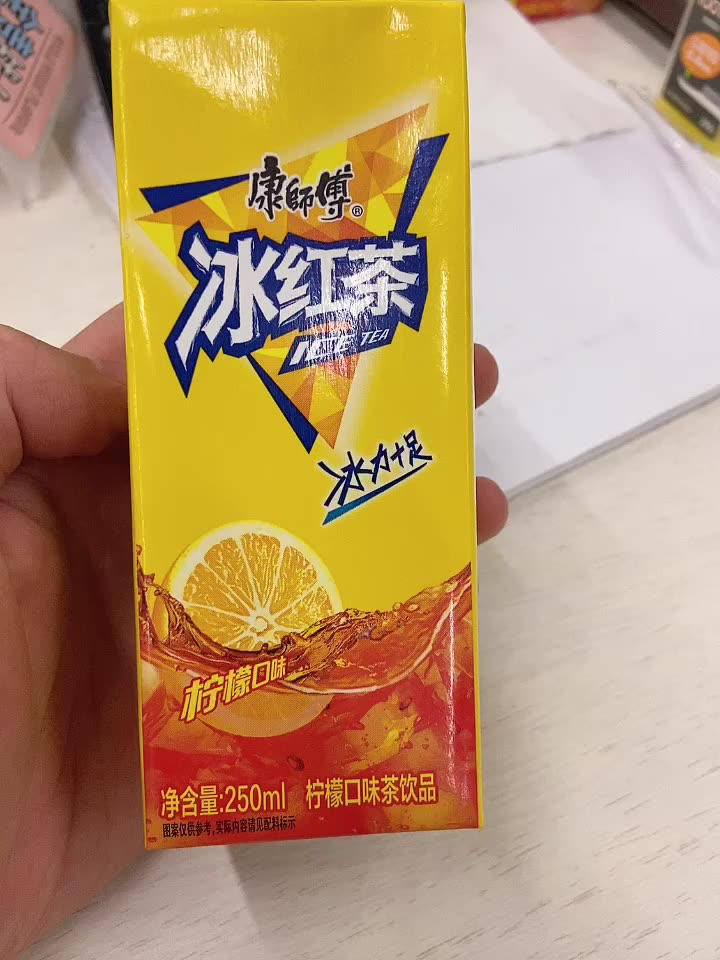 康師傅®
冰红茶
ICE TEA
冰力十足
柠檬口味
净含量:250ml 柠檬口味茶饮品
图案仅供参考,实际内容请见配料标示